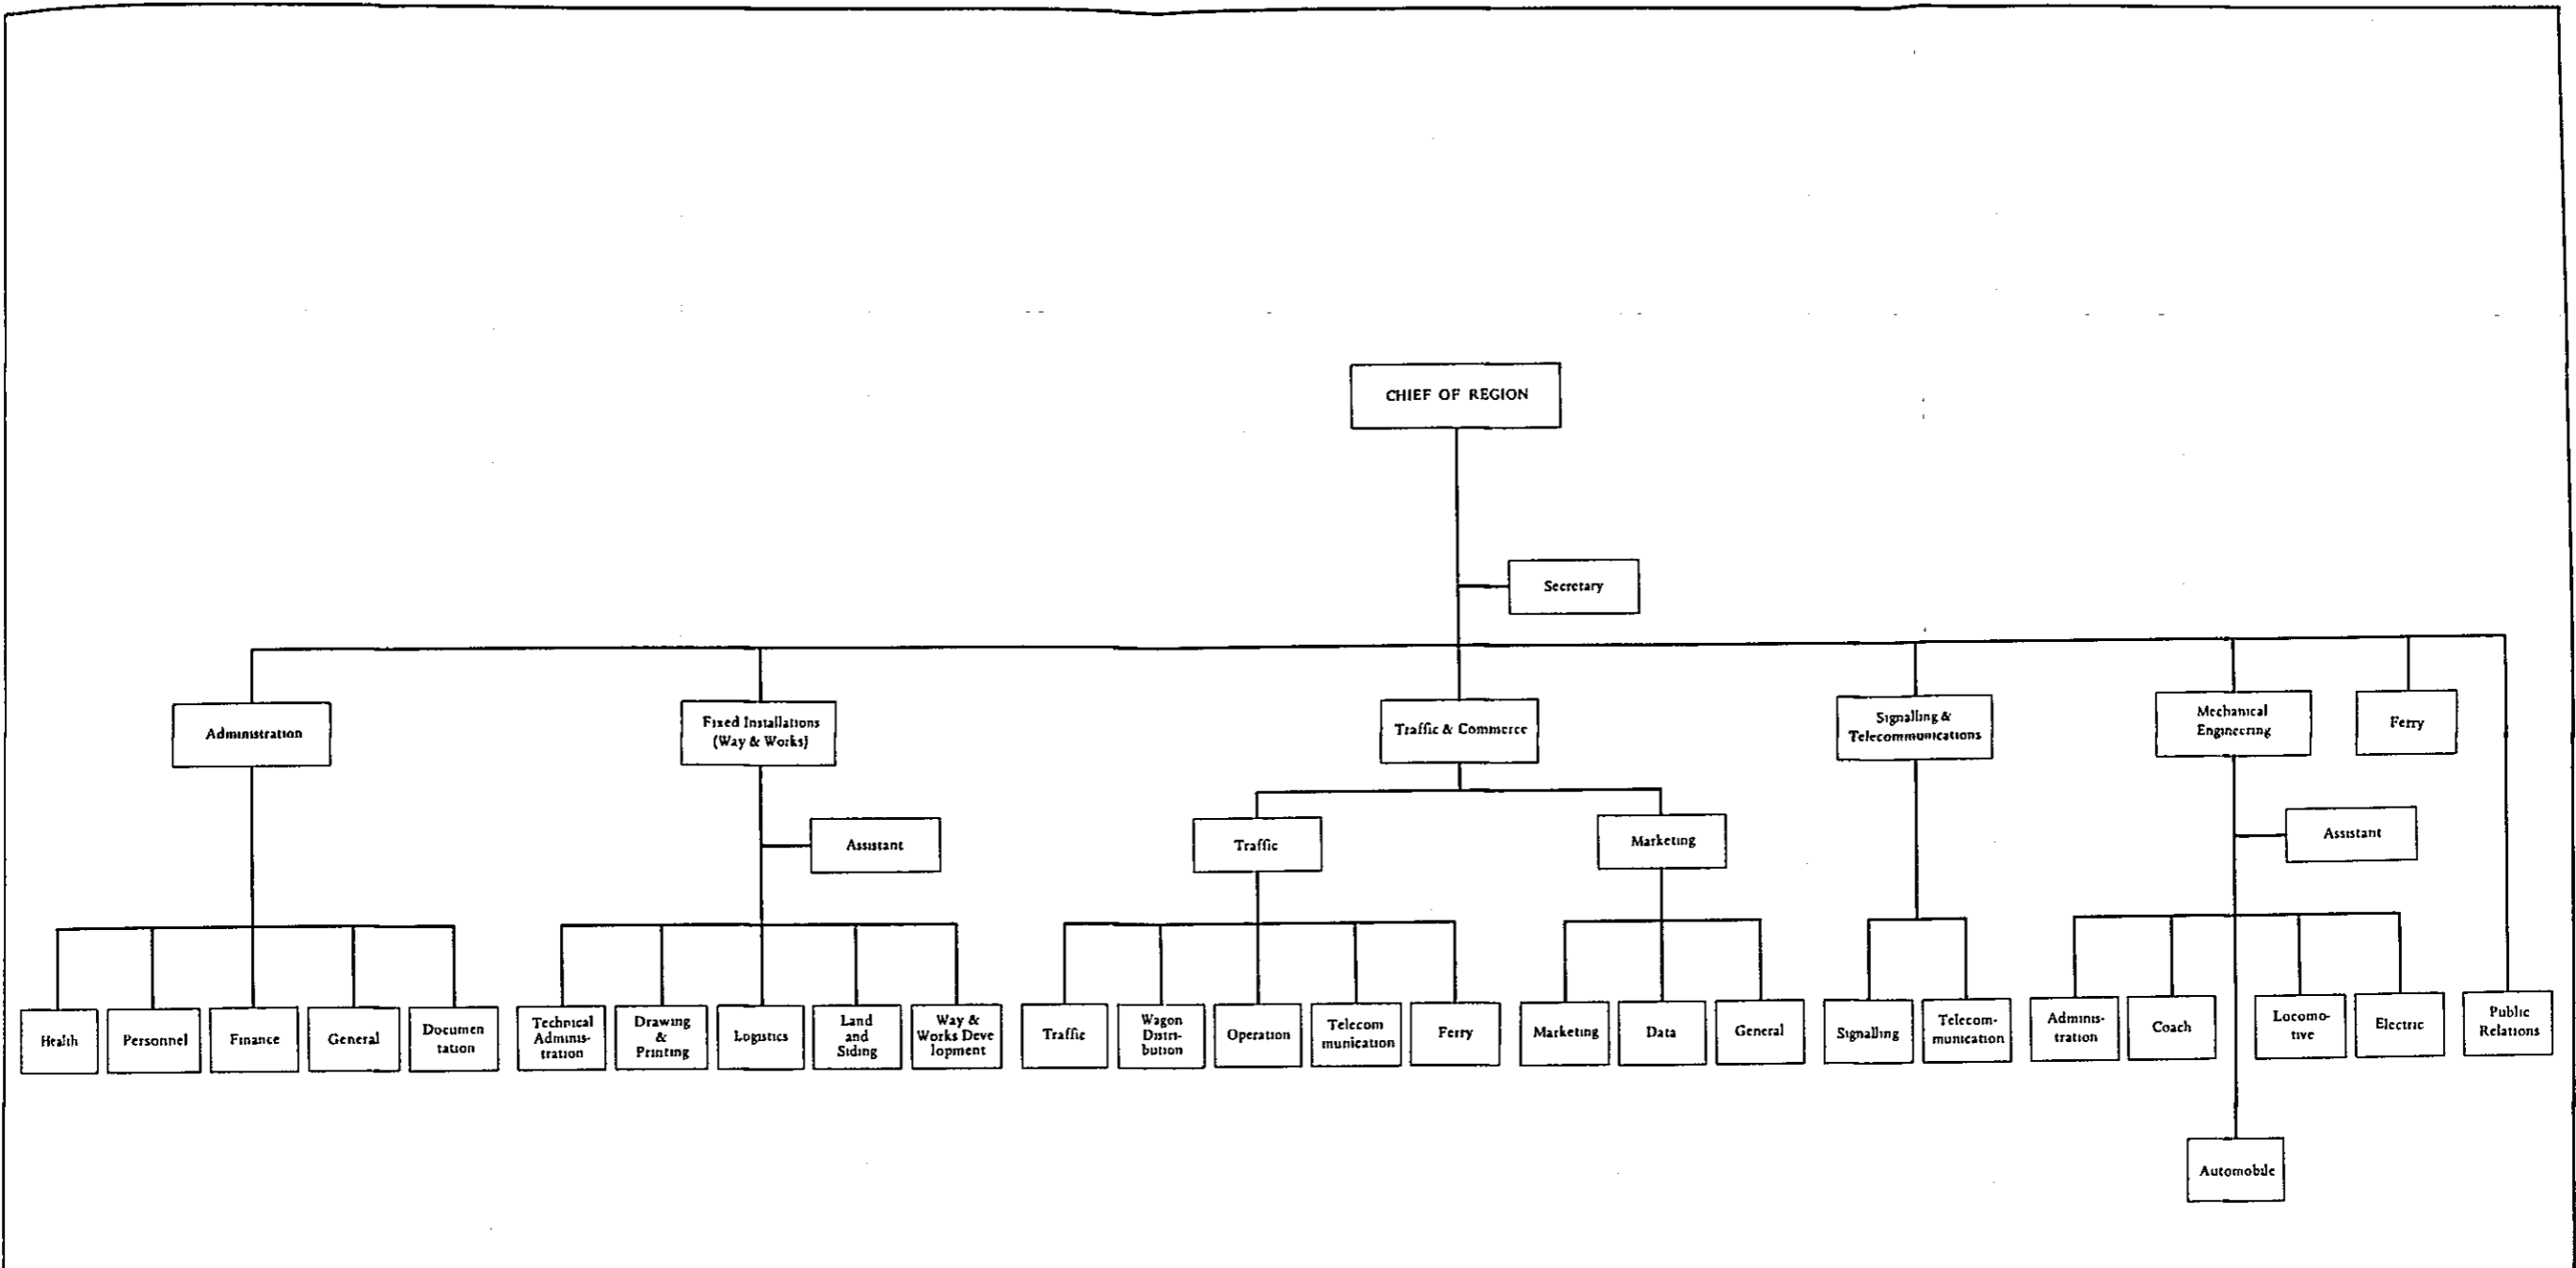 CHIEF OF REGION
Secretary
Administration
Fixed Installations
(Way & Works)
Traffic & Commerce
Signalling &
Telecommunications
Mechanical
Engineering
Ferry
Assistant
Traffic
Marketing
Assistant
Health
Personnel
Finance
General
Documen
tation
Technical
Adminis-
tration
Drawing
&
Printing
Logistics
Land
and
Siding
Way &
Works Deve
lopment
Traffic
Wagon
Distri-
bution
Operation
Telecom
munication
Ferry
Marketing
Data
General
Signalling
Telecom-
munication
Adminis-
tration
Coach
Locomo-
tive
Electric
Public
Relations
Automobile